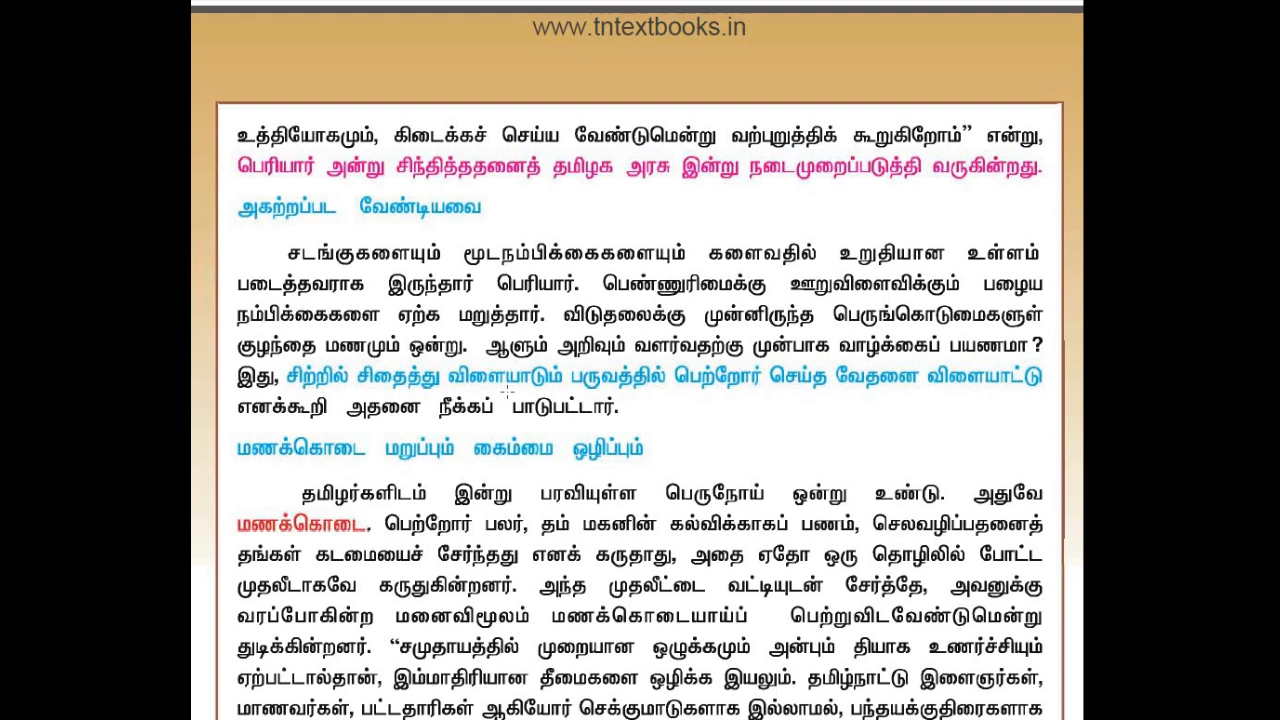 www.tntextbooks.in
உத்தியோகமும், கிடைக்கச் செய்ய வேண்டுமென்று வற்புறுத்திக் கூறுகிறோம்” என்று,
பெரியார் அன்று சிந்தித்ததனைத் தமிழக அரசு இன்று நடைமுறைப்படுத்தி வருகின்றது.
அகற்றப்பட வேண்டியவை
சடங்குகளையும் மூடநம்பிக்கைகளையும் களைவதில் உறுதியான உள்ளம்
படைத்தவராக இருந்தார் பெரியார். பெண்ணுரிமைக்கு ஊறுவிளைவிக்கும் பழைய
நம்பிக்கைகளை ஏற்க மறுத்தார். விடுதலைக்கு முன்னிருந்த பெருங்கொடுமைகளுள்
குழந்தை மணமும் ஒன்று. ஆளும் அறிவும் வளர்வதற்கு முன்பாக வாழ்க்கைப் பயணமா?
இது, சிற்றில் சிதைத்து விளையாடும் பருவத்தில் பெற்றோர் செய்த வேதனை விளையாட்டு
எனக்கூறி அதனை நீக்கப் பாடுபட்டார்.
மணக்கொடை மறுப்பும் கைம்மை ஒழிப்பும்
தமிழர்களிடம் இன்று பரவியுள்ள பெருநோய் ஒன்று உண்டு. அதுவே
மணக்கொடை. பெற்றோர் பலர், தம் மகனின் கல்விக்காகப் பணம், செலவழிப்பதனைத்
தங்கள் கடமையைச் சேர்ந்தது எனக் கருதாது, அதை ஏதோ ஒரு தொழிலில் போட்ட
முதலீடாகவே கருதுகின்றனர். அந்த முதலீட்டை வட்டியுடன் சேர்த்தே, அவனுக்கு
வரப்போகின்ற மனைவிமூலம் மணக்கொடையாய்ப் பெற்றுவிடவேண்டுமென்று
துடிக்கின்றனர். “சமுதாயத்தில் முறையான ஒழுக்கமும் அன்பும் தியாக உணர்ச்சியும்
ஏற்பட்டால்தான், இம்மாதிரியான தீமைகளை ஒழிக்க இயலும். தமிழ்நாட்டு இளைஞர்கள்,
மாணவர்கள், பட்டதாரிகள் ஆகியோர் செக்குமாடுகளாக இல்லாமல், பந்தயக்குதிரைகளாக